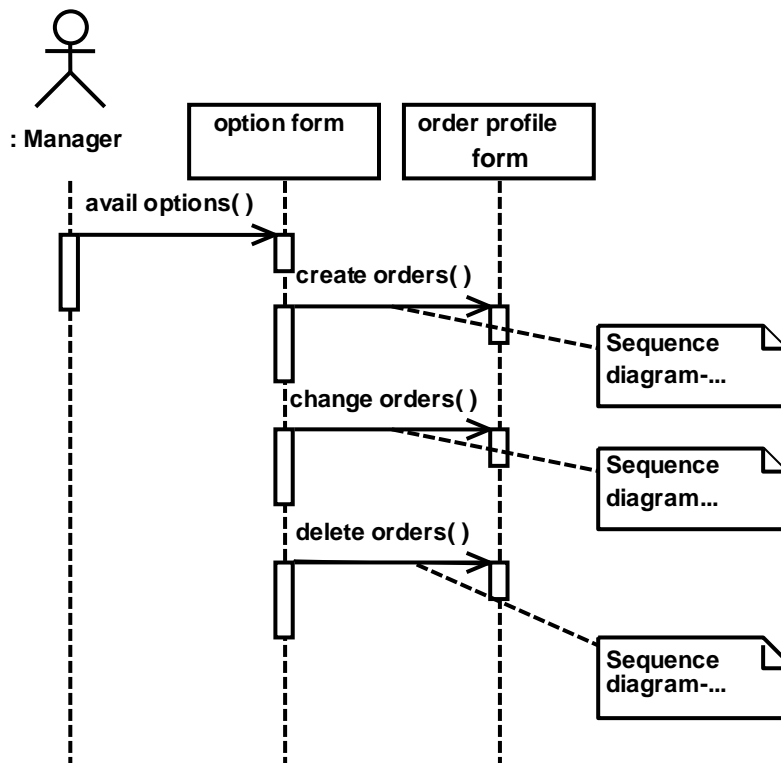 : Manager
option form
order profile
form
avail options( )
create orders( )
Sequence
diagram-...
change orders( )
Sequence
diagram...
delete orders( )
Sequence
diagram-...